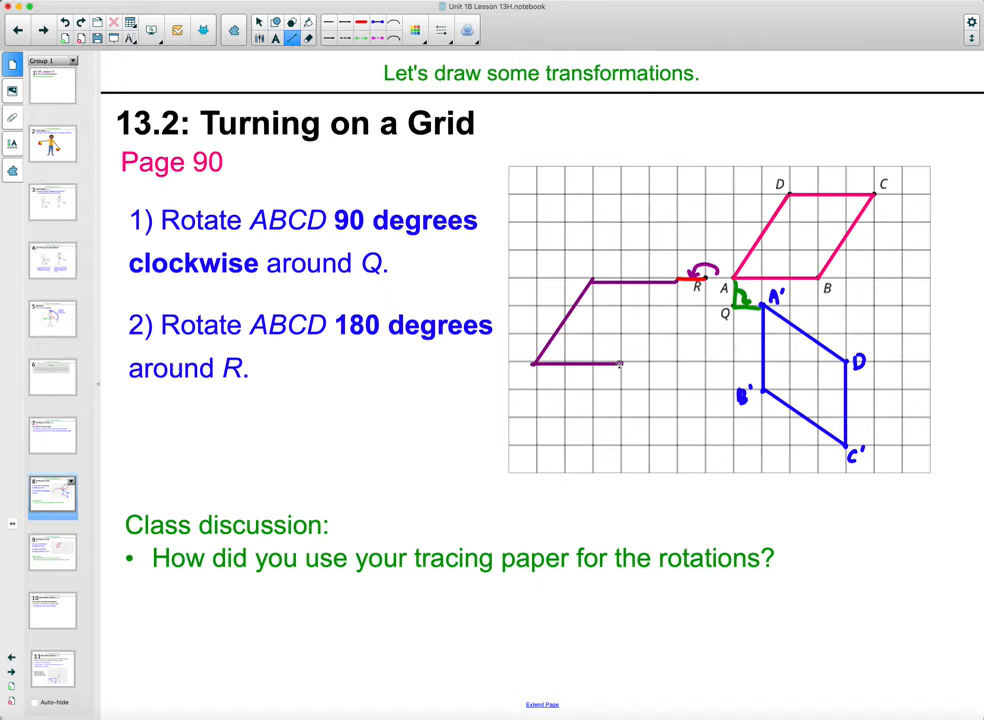 Unit 1B Lesson 13H.notebook
Group 1
Let's draw some transformations.
13.2: Turning on a Grid
Page 90
1) Rotate ABCD 90 degrees
clockwise around Q.
2) Rotate ABCD 180 degrees
around R.
D C
R A B
Q A'
D
B'
C'
Class discussion:
• How did you use your tracing paper for the rotations?
Auto-hide
Extend Page